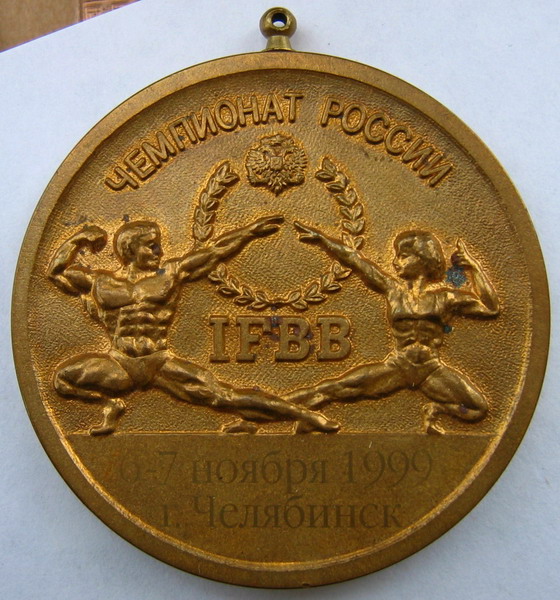 ЧЕМПИОНАТ РОССИИ
IFBB
6-7 ноября 1999
г. Челябинск